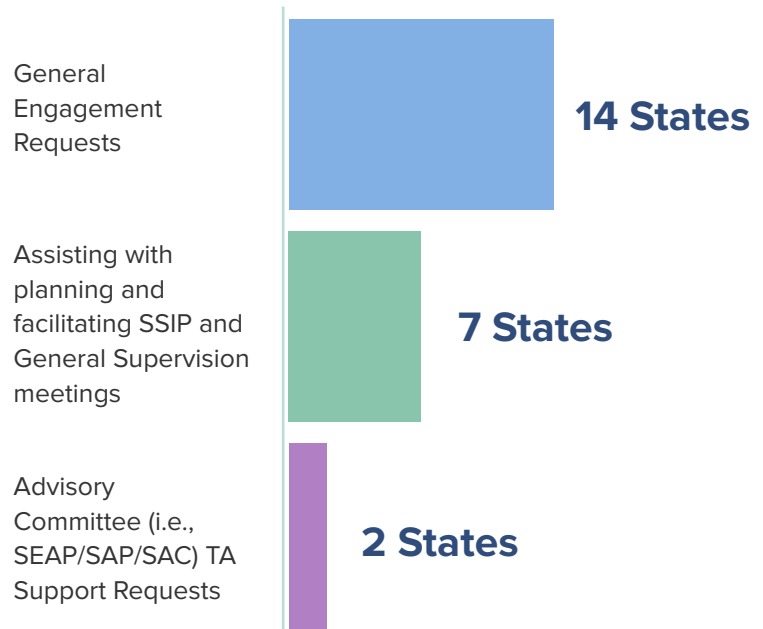 General
Engagement
Requests
14 States
Assisting with
planning and
facilitating SSIP and
General Supervision
meetings
7 States
Advisory
Committee (i.e.,
SEAP/SAP/SAC) TA
Support Requests
2 States